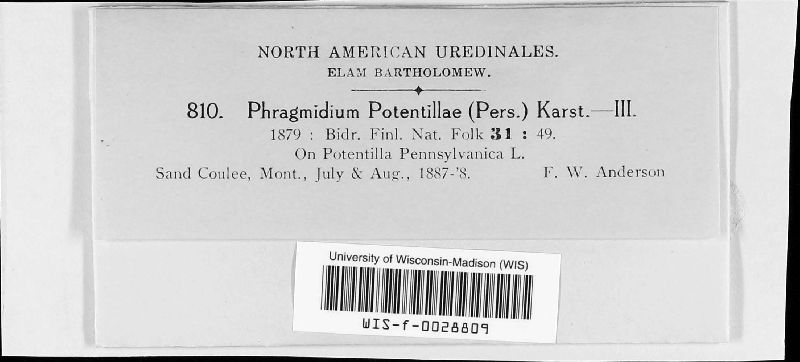 NORTH AMERICAN UREDINALES.
ELAM BARTHOLOMEW.
810. Phragmidium Potentillae (Pers.) Karst.—III.
1879 : Bidr. Finl. Nat. Folk 31 : 49.
On Potentilla Pennsylvanica L.
Sand Coulee, Mont., July & Aug., 1887-'8. F. W. Anderson
University of Wisconsin-Madison (WIS)
WIS-f-0028809